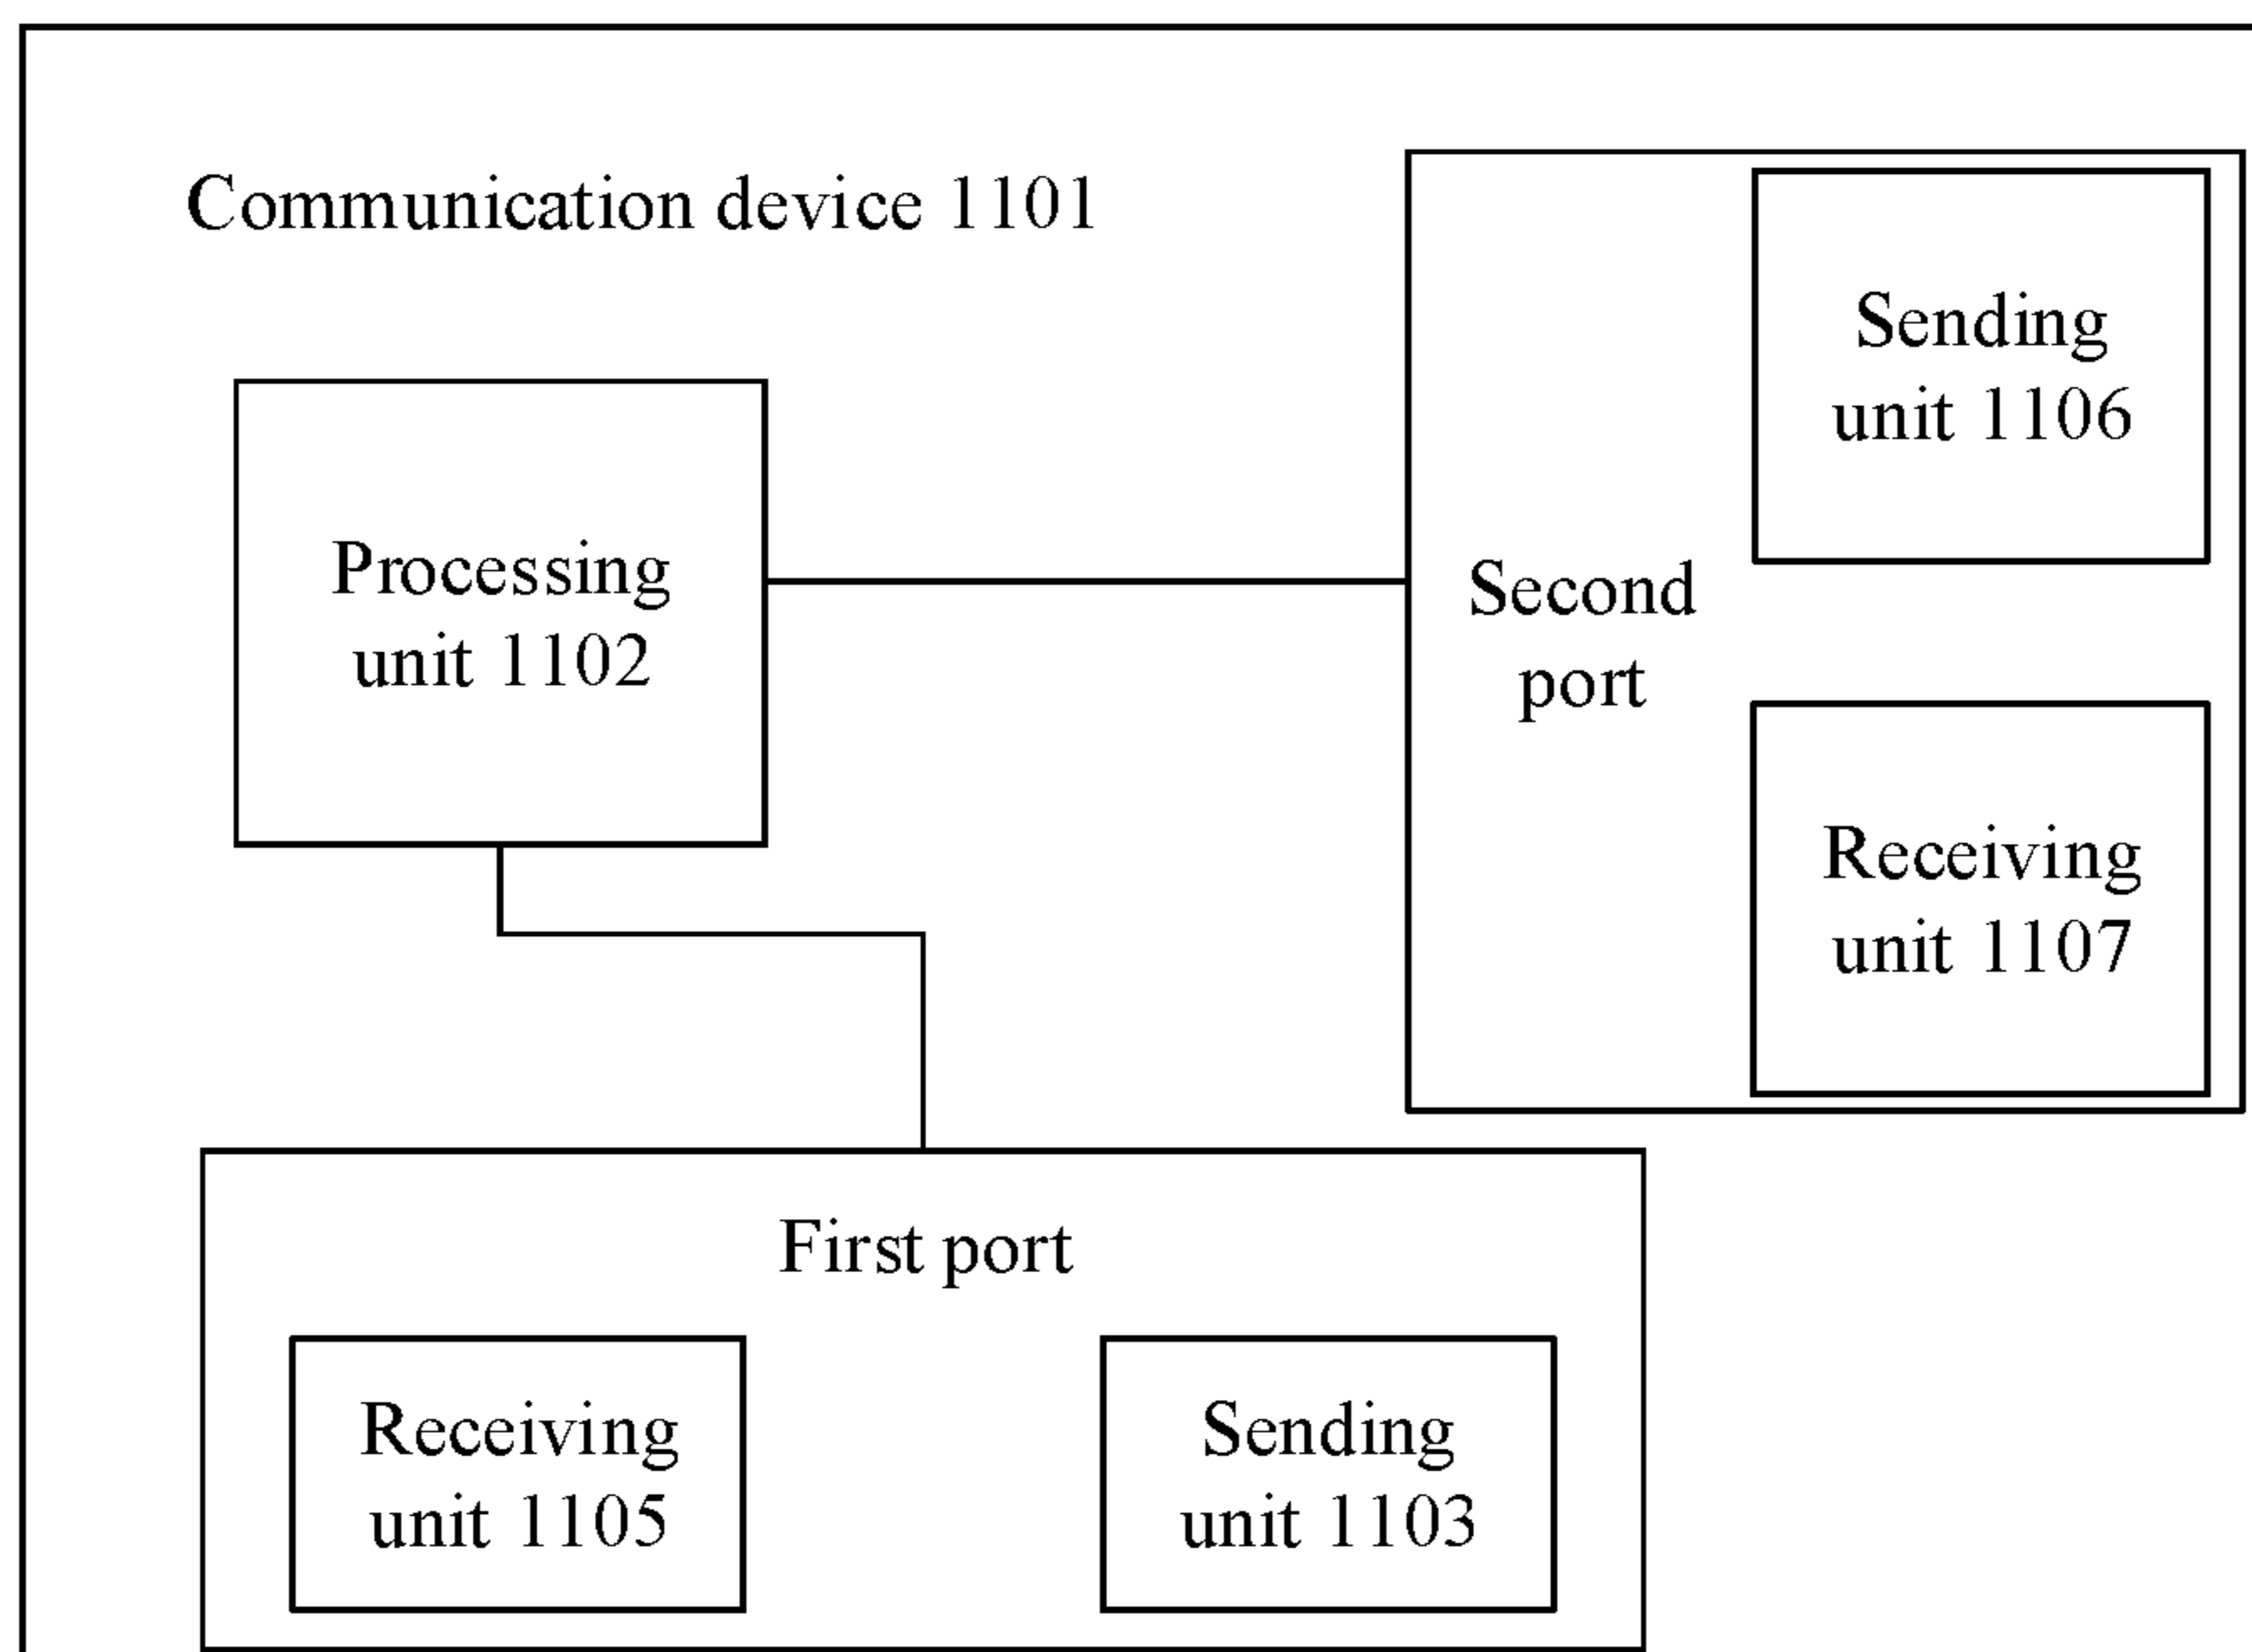 Communication device 1101
Sending
unit 1106
Processing
unit 1102
Second
port
Receiving
unit 1107
First port
Receiving
unit 1105
Sending
unit 1103